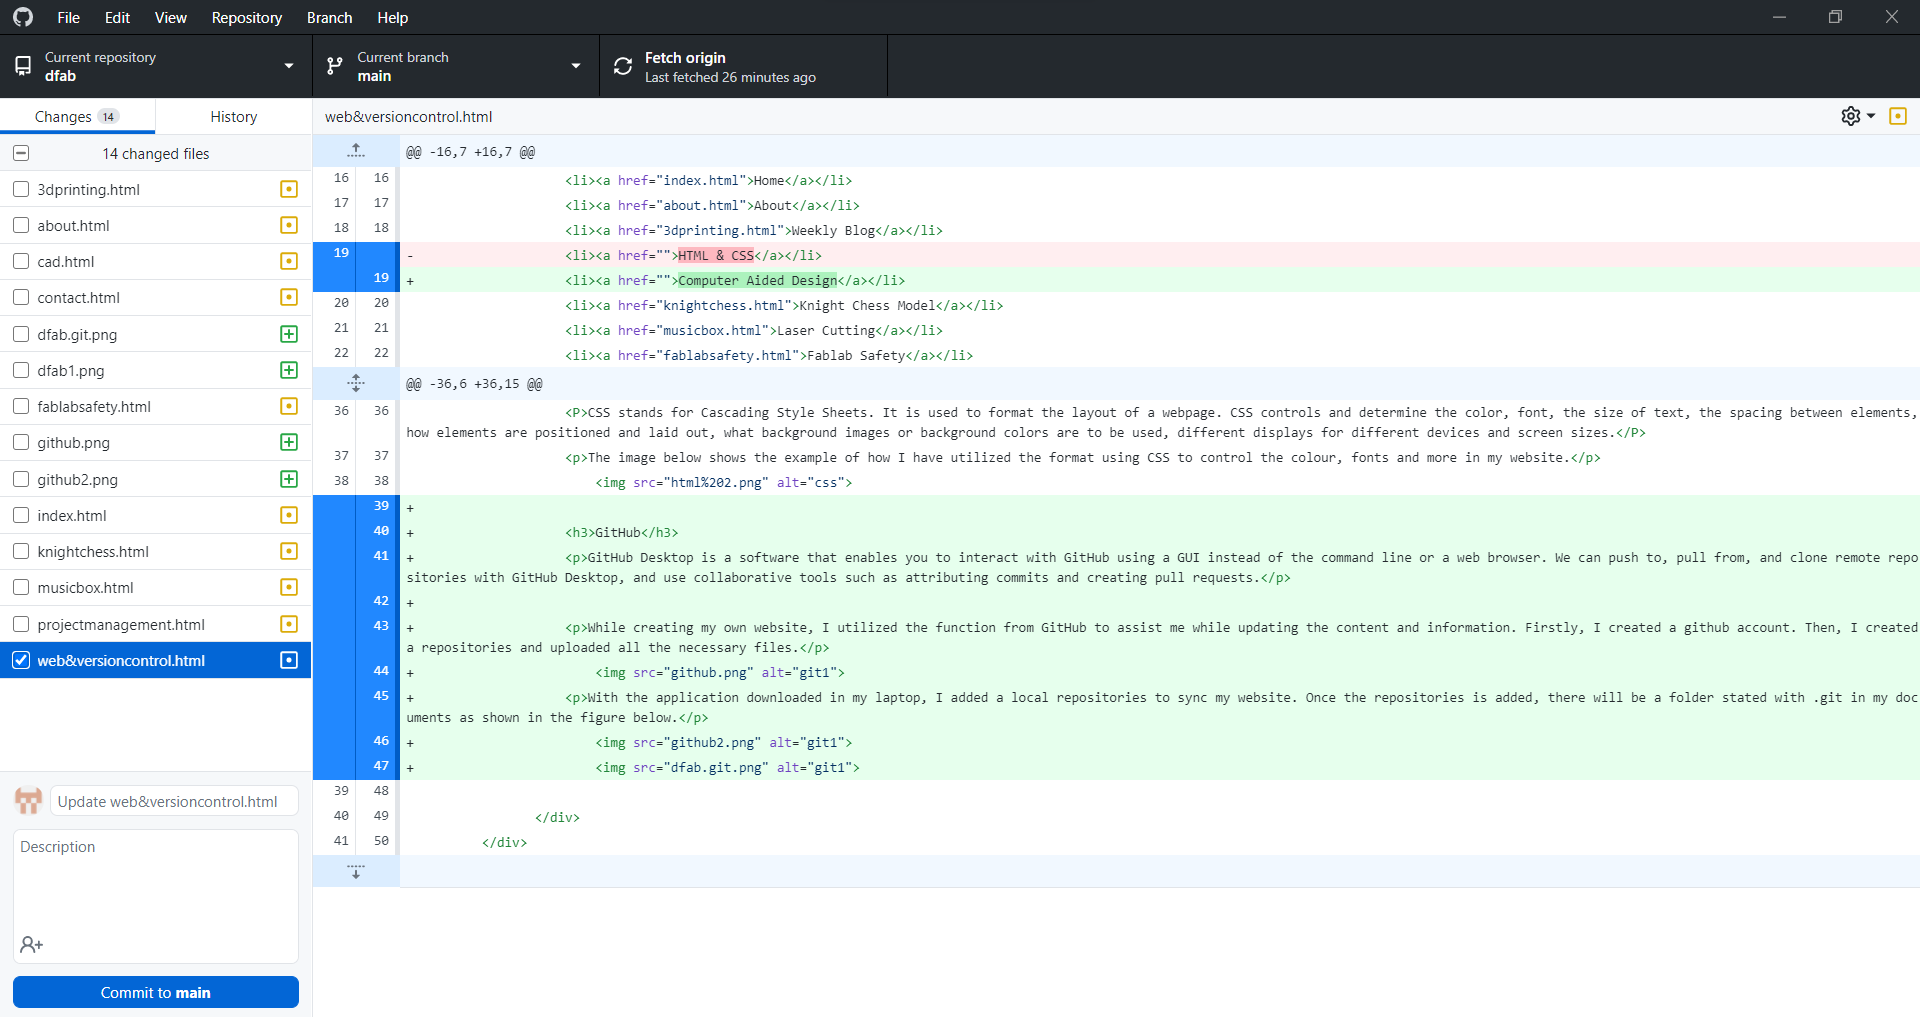 File Edit View Repository Branch Help
Current repository
dfab
Current branch
main
Fetch origin
Last fetched 26 minutes ago
Changes 14
History
web&versioncontrol.html
14 changed files
3dprinting.html
about.html
cad.html
contact.html
dfab.git.png
dfab1.png
fablabsafety.html
github.png
github2.png
index.html
knightchess.html
musicbox.html
projectmanagement.html
web&versioncontrol.html
Update web&versioncontrol.html
Description
Commit to main
@@ -16,7 +16,7 @@
16 16 <li><a href="index.html">Home</a></li>
17 17 <li><a href="about.html">About</a></li>
18 18 <li><a href="3dprinting.html">Weekly Blog</a></li>
19 - <li><a href="">HTML & CSS</a></li>
19 + <li><a href="">Computer Aided Design</a></li>
20 20 <li><a href="knightchess.html">Knight Chess Model</a></li>
21 21 <li><a href="musicbox.html">Laser Cutting</a></li>
22 22 <li><a href="fablabsafety.html">Fablab Safety</a></li>
@@ -36,6 +36,15 @@
36 36 <P>CSS stands for Cascading Style Sheets. It is used to format the layout of a webpage. CSS controls and determine the color, font, the size of text, the spacing between elements,
how elements are positioned and laid out, what background images or background colors are to be used, different displays for different devices and screen sizes.</P>
37 37 <p>The image below shows the example of how I have utilized the format using CSS to control the colour, fonts and more in my website.</p>
38 38 <img src="html%202.png" alt="css">
39 +
40 + <h3>GitHub</h3>
41 + <p>GitHub Desktop is a software that enables you to interact with GitHub using a GUI instead of the command line or a web browser. We can push to, pull from, and clone remote repo
sitories with GitHub Desktop, and use collaborative tools such as attributing commits and creating pull requests.</p>
42 +
43 + <p>While creating my own website, I utilized the function from GitHub to assist me while updating the content and information. Firstly, I created a github account. Then, I created
a repositories and uploaded all the necessary files.</p>
44 + <img src="github.png" alt="git1">
45 + <p>With the application downloaded in my laptop, I added a local repositories to sync my website. Once the repositories is added, there will be a folder stated with .git in my doc
uments as shown in the figure below.</p>
46 + <img src="github2.png" alt="git1">
47 + <img src="dfab.git.png" alt="git1">
39 48
40 49 </div>
41 50 </div>